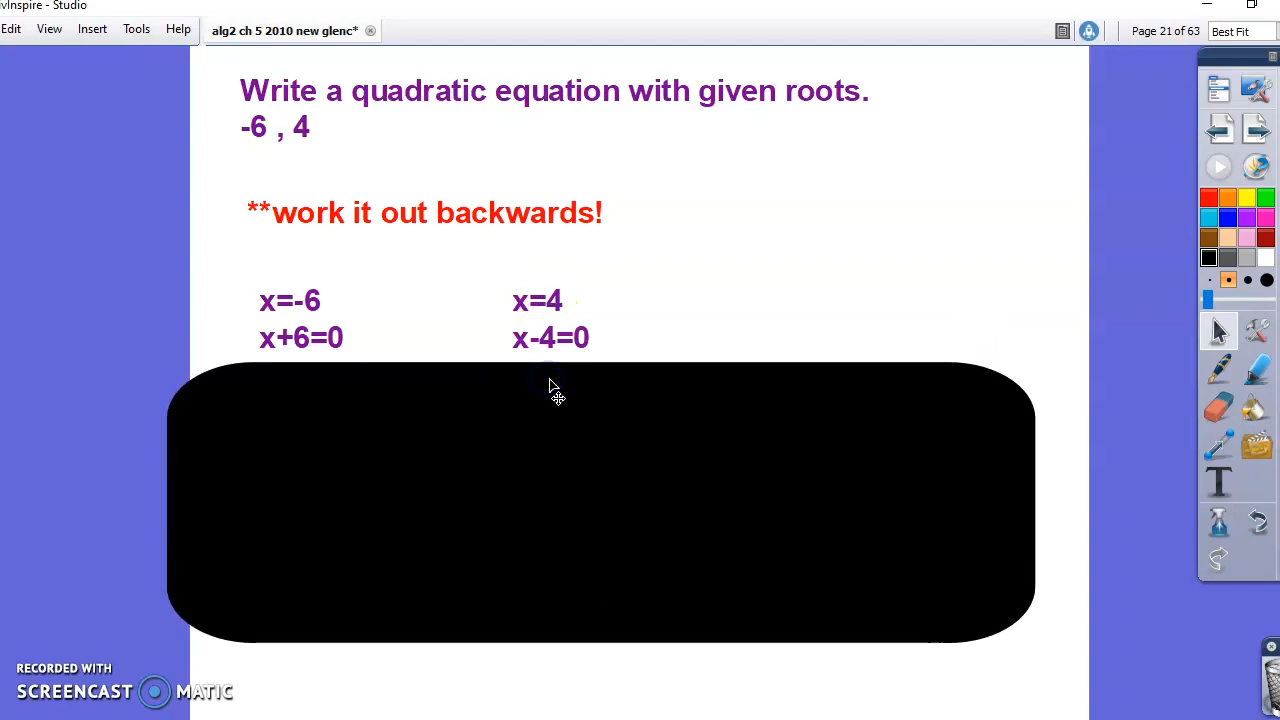 vInspire - Studio
Edit View Insert Tools Help
alg2 ch 5 2010 new glenc*
Page 21 of 63
Best Fit
Write a quadratic equation with given roots.
-6 , 4
**work it out backwards!
x=-6 x=4
x+6=0 x-4=0
T
RECORDED WITH
SCREENCAST MATIC